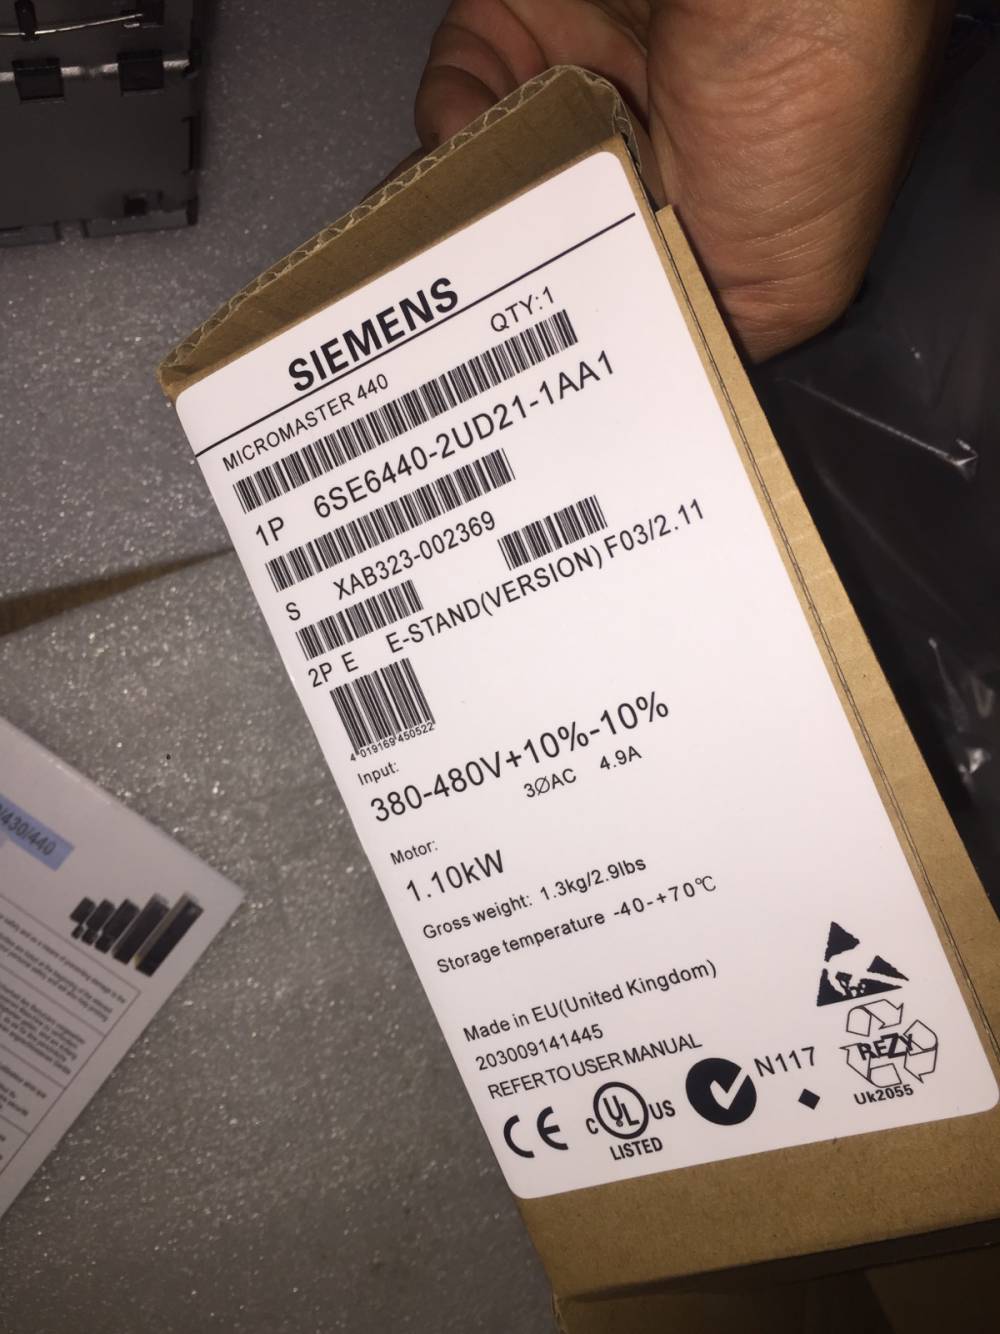 SIEMENS
MICROMASTER 440
QTY:1
1P 6SE6440-2UD21-1AA1
S XAB323-002369
2P E E-STAND(VERSION) F03/2.11
4 019169 450522
Input:
380-480V+10%-10%
3ØAC 4.9A
Motor:
1.10kW
Gross weight: 1.3kg/2.9lbs
Storage temperature -40-+70℃
Made in EU(United Kingdom)
203009141445
REFER TO USER MANUAL
CE
C UL US
LISTED
N117
REZY
Uk2055
/430/440